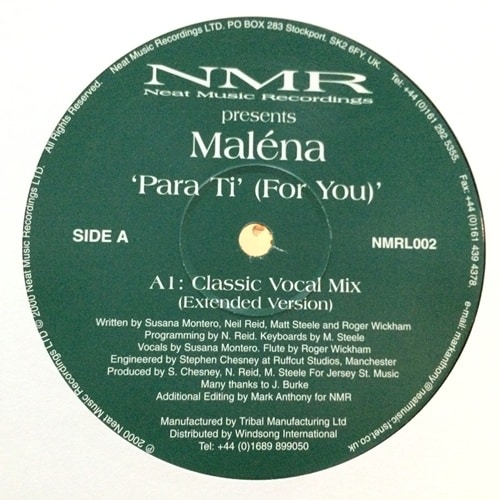 All Rights Reserved. Neat Music Recordings LTD. PO BOX 283 Stockport. SK2 6FY, UK. Tel: +44 (0)161 292 5355. Fax: +44 (0)161 439 4378 e-mail: markanthony@neatmusic.fsnet.co.uk
℗ 2000 Neat Music Recordings LTD © 2000 Neat Music Recordings LTD.
NMR
Neat Music Recordings
presents
Maléna
'Para Ti' (For You)'
SIDE A
NMRL002
A1: Classic Vocal Mix
(Extended Version)
Written by Susana Montero, Neil Reid, Matt Steele and Roger Wickham
Programming by N. Reid. Keyboards by M. Steele
Vocals by Susana Montero. Flute by Roger Wickham
Engineered by Stephen Chesney at Ruffcut Studios, Manchester
Produced by S. Chesney, N. Reid, M. Steele For Jersey St. Music
Many thanks to J. Burke
Additional Editing by Mark Anthony for NMR
Manufactured by Tribal Manufacturing Ltd
Distributed by Windsong International
Tel: +44 (0)1689 899050